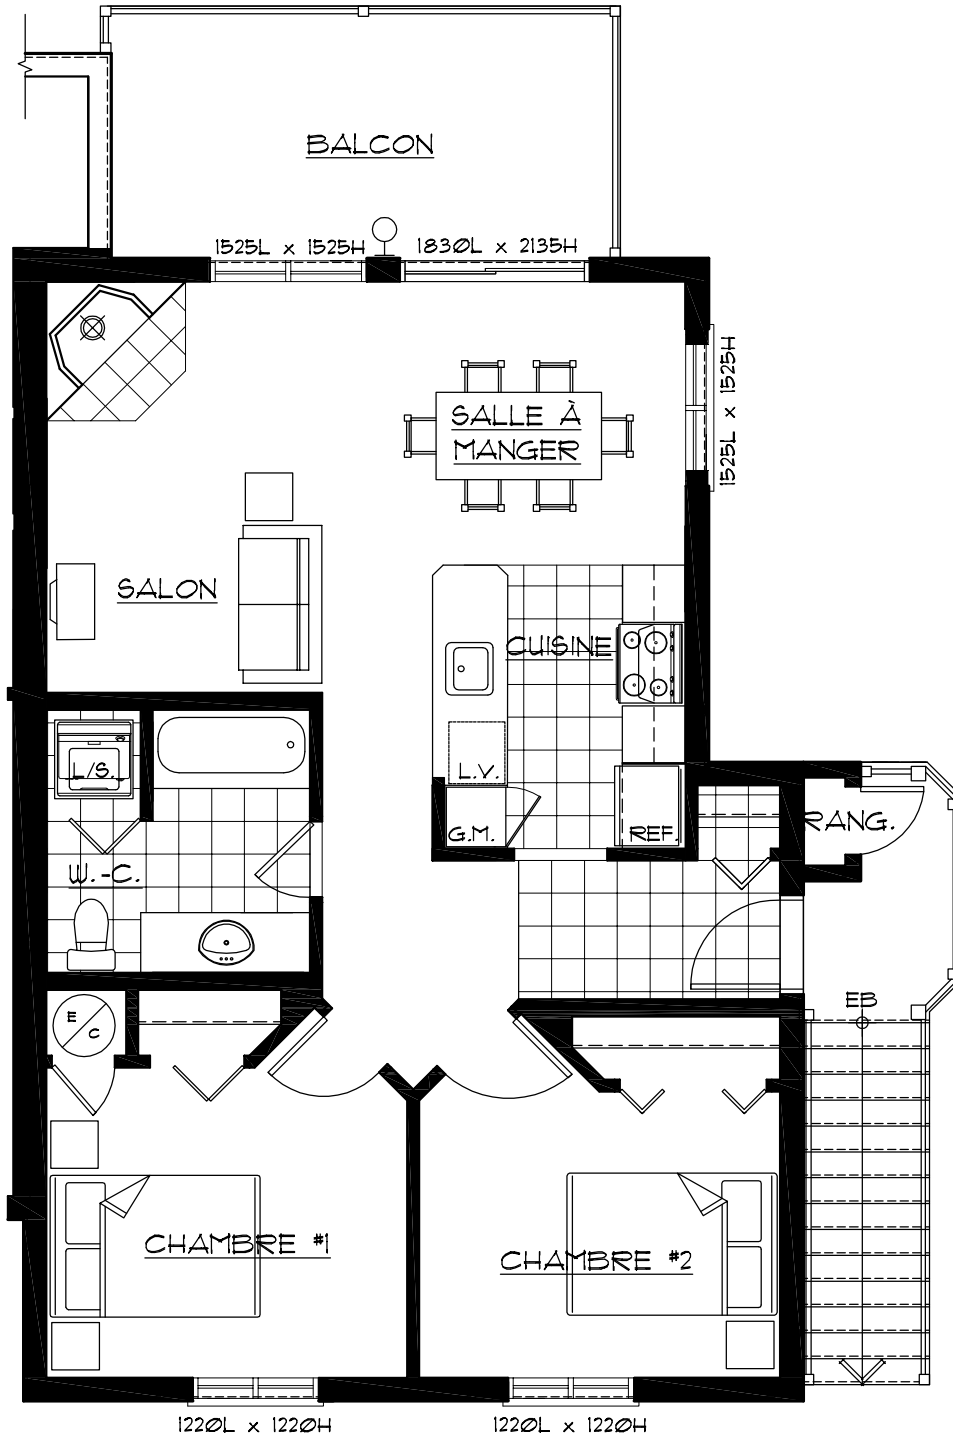 BALCON
1525L x 1525H
1830L x 2135H
1525L x 1525H
SALLE À
MANGER
SALON
CUISINE
L/S.
L.V.
G.M.
REF.
RANG.
W.-C.
EB
E
C
CHAMBRE #1
CHAMBRE #2
1220L x 1220H
1220L x 1220H